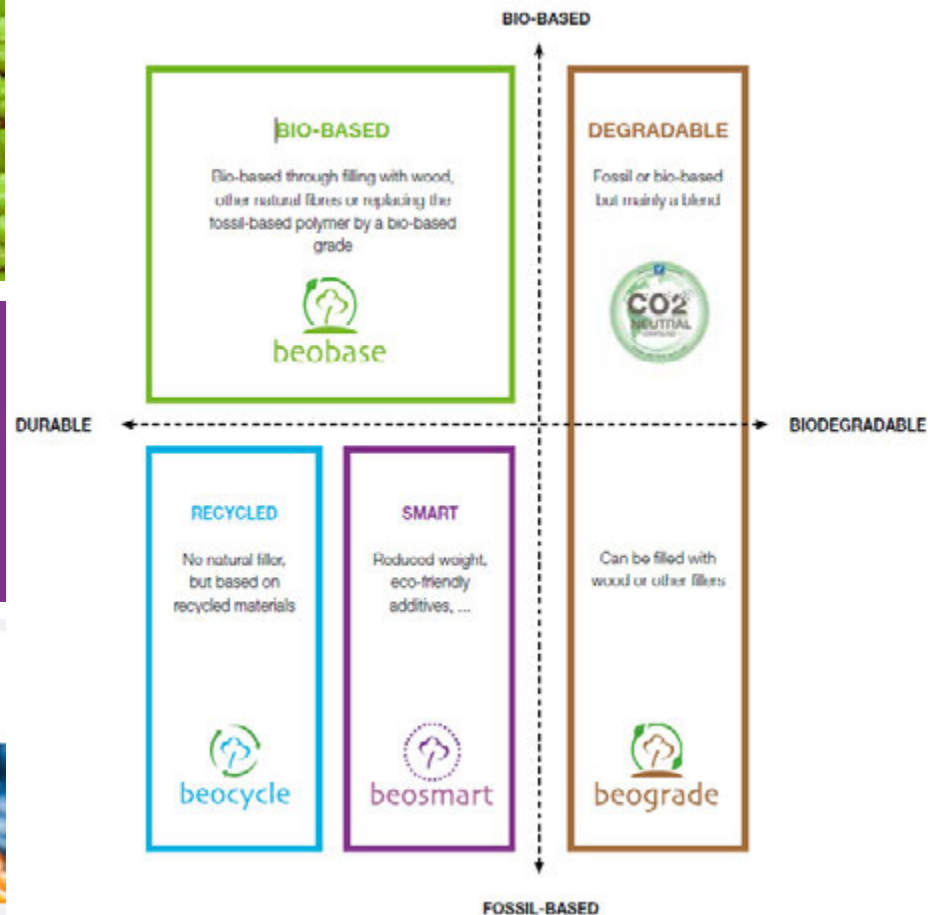 BIO-BASED
BIO-BASED
Bio-based through filling with wood,
other natural fibres or replacing the
fossil-based polymer by a bio-based
grade
beobase
DEGRADABLE
Fossil or bio-based
but mainly a blend
CO2
NEUTRAL
DURABLE
BIODEGRADABLE
RECYCLED
No natural filler,
but based on
recycled materials
beocycle
SMART
Reduced weight,
eco-friendly
additives, ...
beosmart
Can be filled with
wood or other fillers
beograde
FOSSIL-BASED